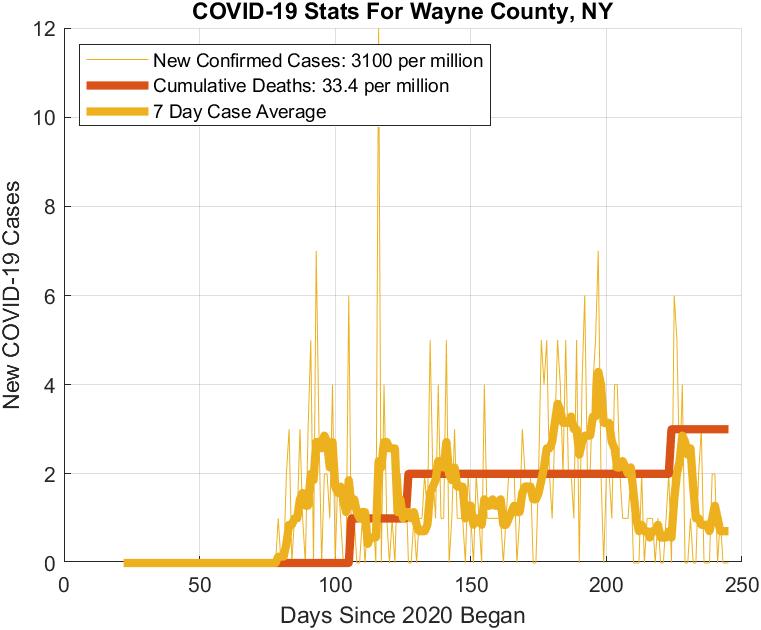 COVID-19 Stats For Wayne County, NY
New Confirmed Cases: 3100 per million
Cumulative Deaths: 33.4 per million
7 Day Case Average
New COVID-19 Cases
12
10
8
6
4
2
0
0 50 100 150 200 250
Days Since 2020 Began